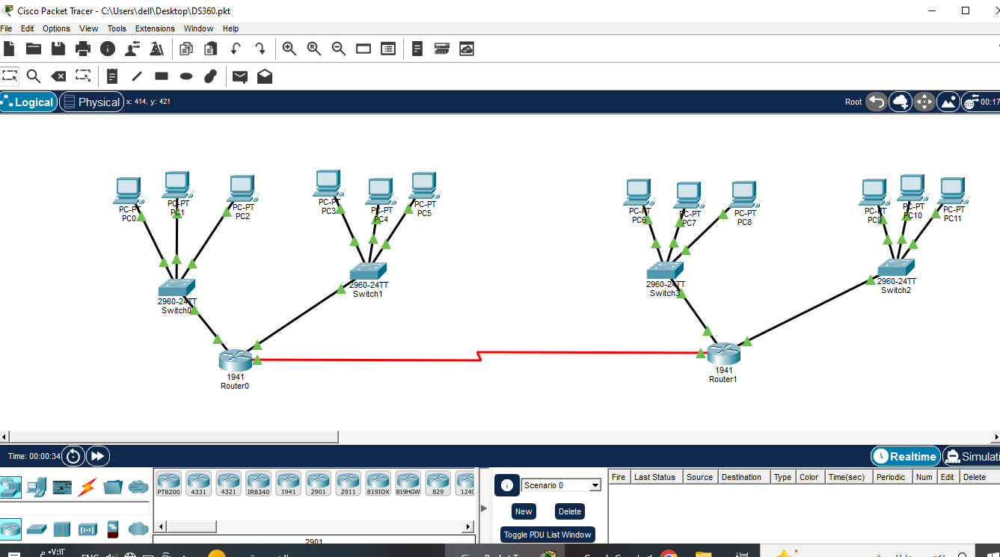 Cisco Packet Tracer - C:\Users\dell\Desktop\DS360.pkt
File Edit Options View Tools Extensions Window Help
Logical Physical x: 414, y: 421 Root 00:17
PC-PT
PC0
PC-PT
PC1
PC-PT
PC2
PC-PT
PC3
PC-PT
PC4
PC-PT
PC5
PC-PT
PC6
PC-PT
PC7
PC-PT
PC8
PC-PT
PC9
PC-PT
PC10
PC-PT
PC11
2960-24TT
Switch0
2960-24TT
Switch1
2960-24TT
Switch3
2960-24TT
Switch2
1941
Router0
1941
Router1
Time: 00:00:34 Realtime Simulati
PT8200 4331 4321 IR8340 1941 2901 2911 819IOX 819HGW 829 1240
2901
Scenario 0
New Delete
Toggle PDU List Window
Fire Last Status Source Destination Type Color Time(sec) Periodic Num Edit Delete